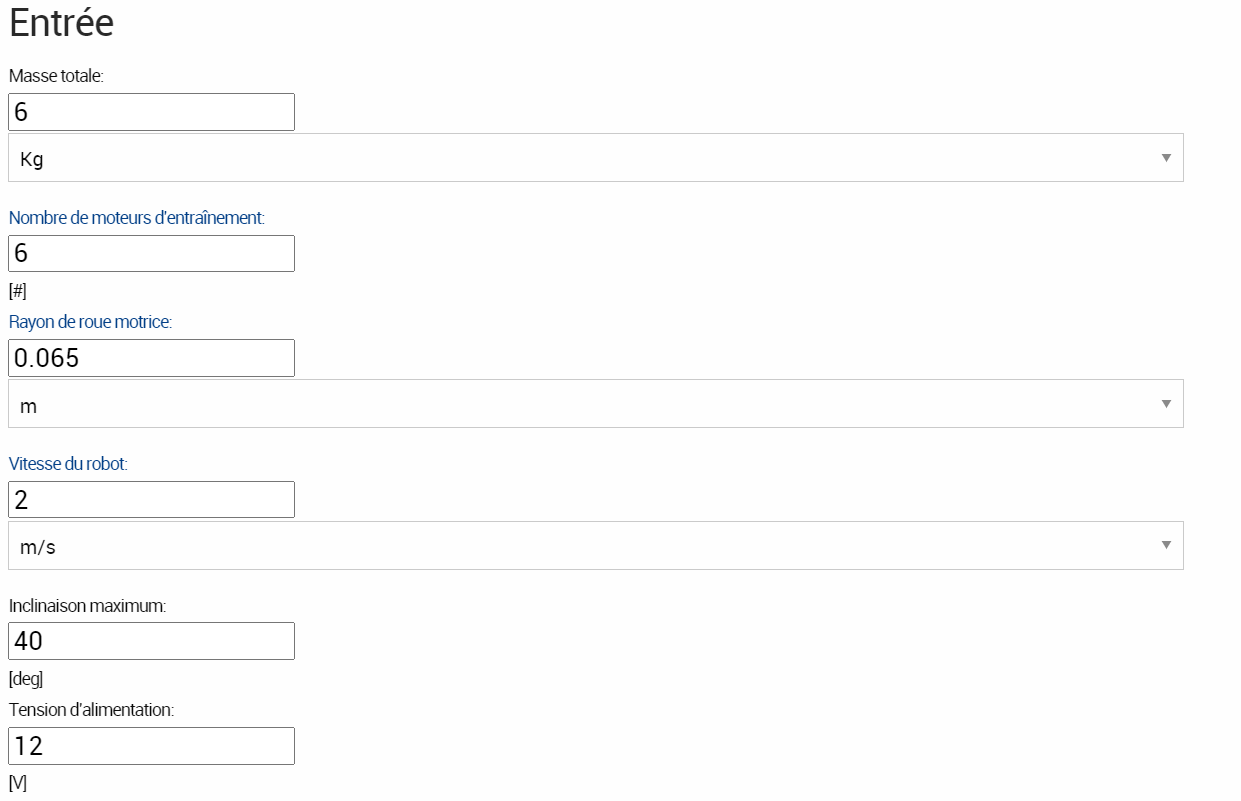 Entrée
Masse totale:
6
Kg
Nombre de moteurs d'entraînement:
6
[#]
Rayon de roue motrice:
0.065
m
Vitesse du robot:
2
m/s
Inclinaison maximum:
40
[deg]
Tension d'alimentation:
12
[V]